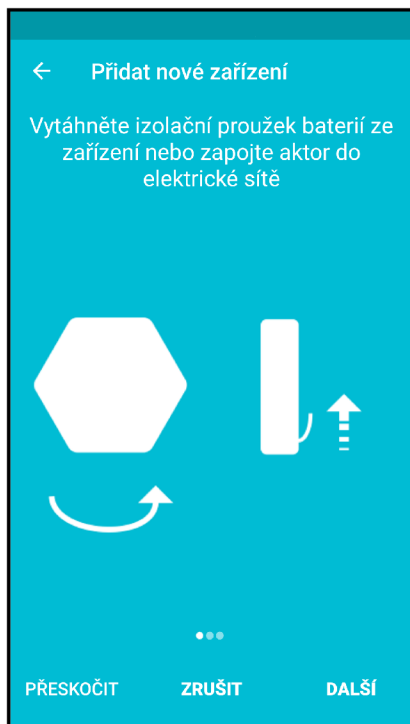 Přidat nové zařízení
Vytáhněte izolační proužek baterií ze
zařízení nebo zapojte aktor do
elektrické sítě
PŘESKOČIT
ZRUŠIT
DALŠÍ